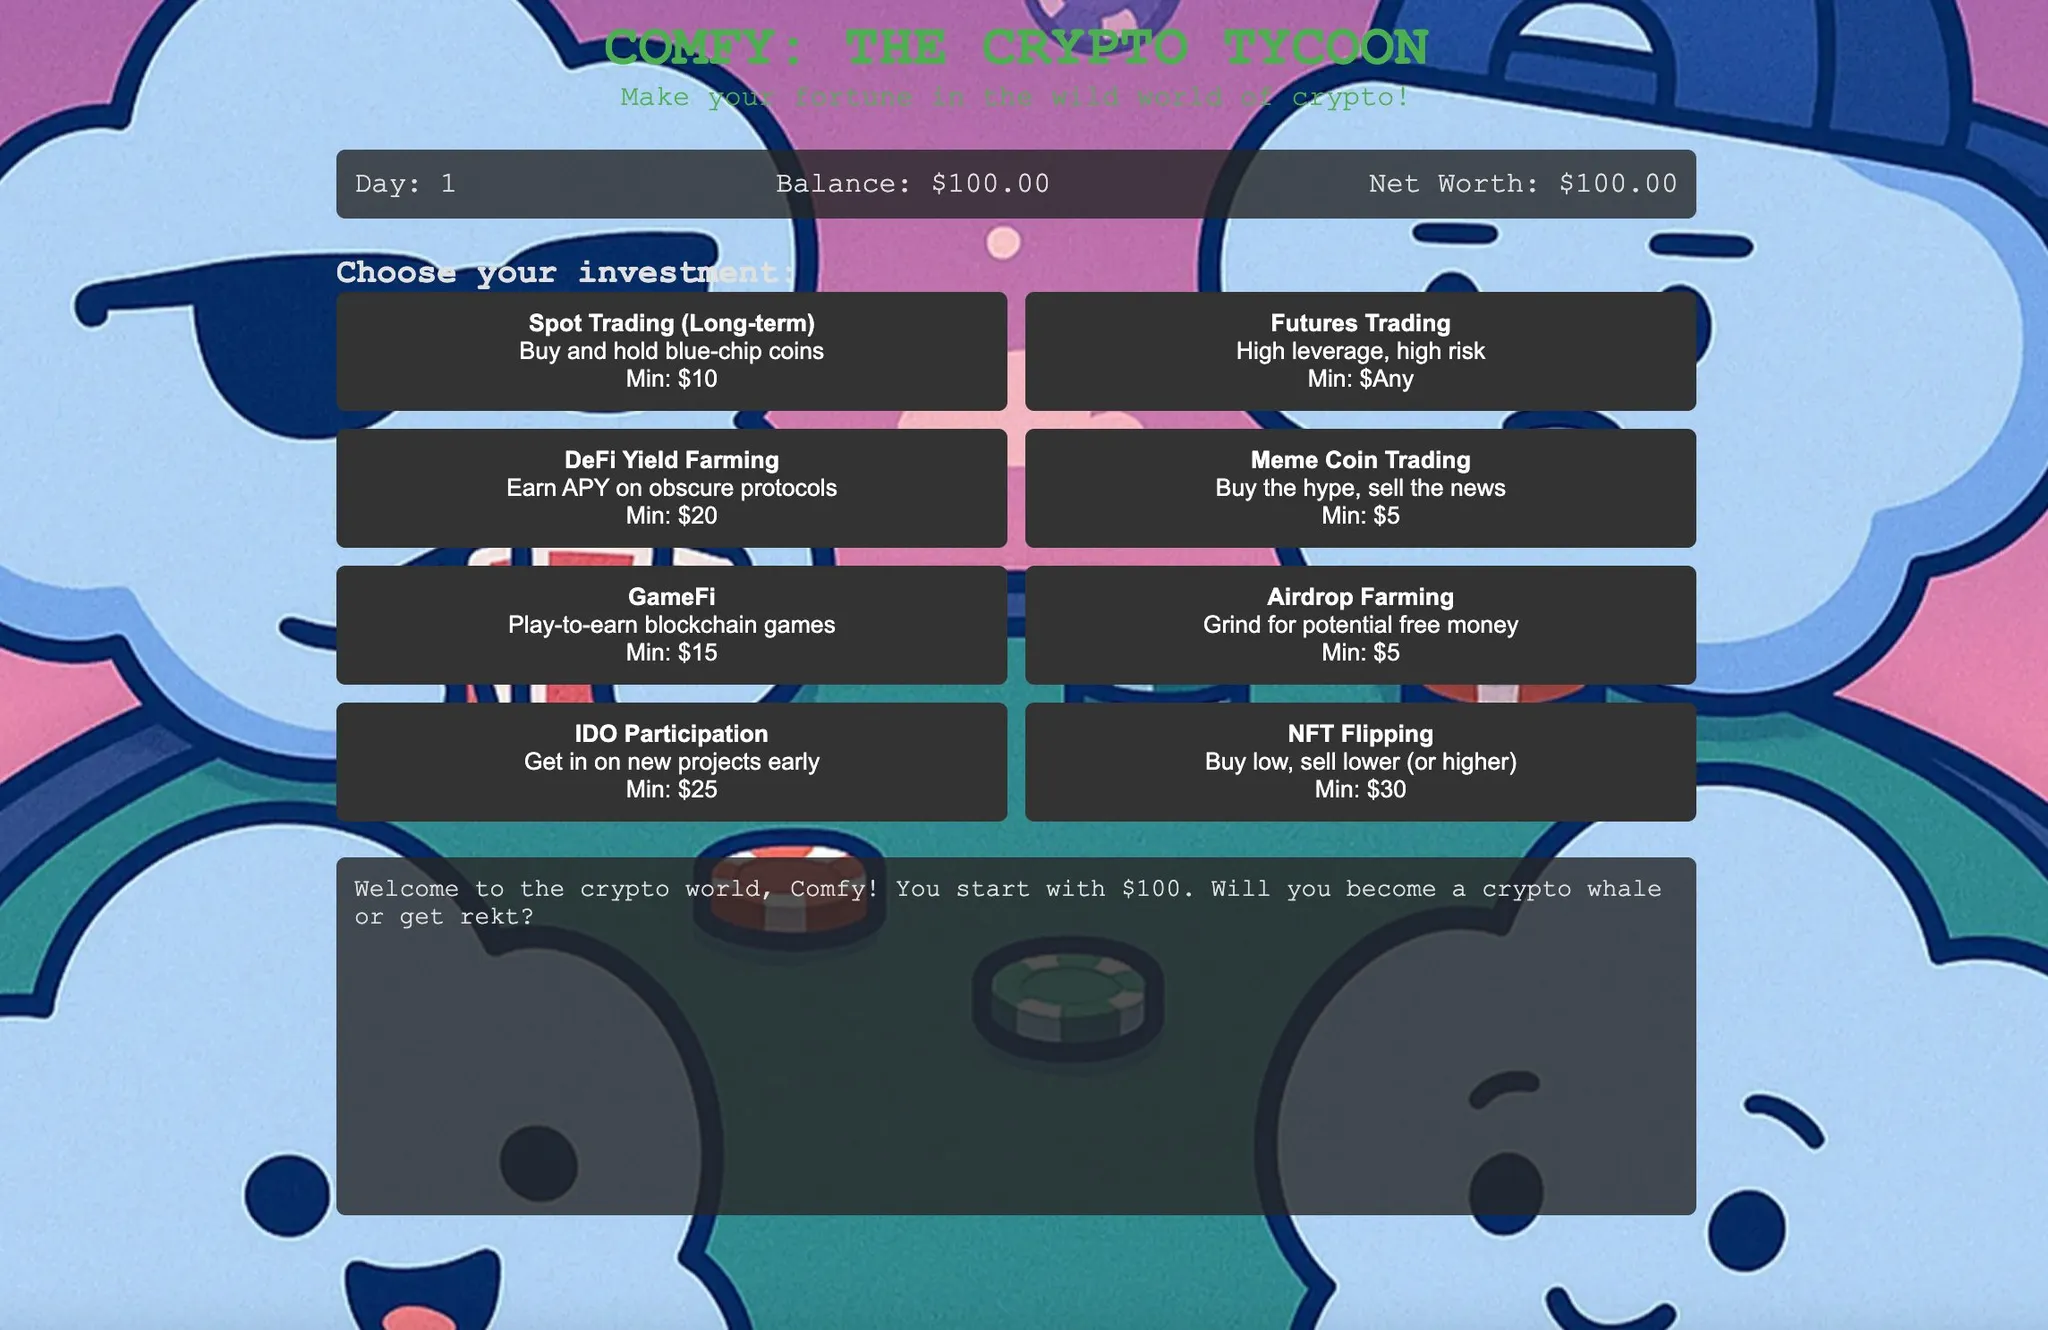 COMFY: THE CRYPTO TYCOON
Make your fortune in the wild world of crypto!
Day: 1
Balance: $100.00
Net Worth: $100.00
Choose your investment:
Spot Trading (Long-term)
Buy and hold blue-chip coins
Min: $10
Futures Trading
High leverage, high risk
Min: $Any
DeFi Yield Farming
Earn APY on obscure protocols
Min: $20
Meme Coin Trading
Buy the hype, sell the news
Min: $5
GameFi
Play-to-earn blockchain games
Min: $15
Airdrop Farming
Grind for potential free money
Min: $5
IDO Participation
Get in on new projects early
Min: $25
NFT Flipping
Buy low, sell lower (or higher)
Min: $30
Welcome to the crypto world, Comfy! You start with $100. Will you become a crypto whale
or get rekt?